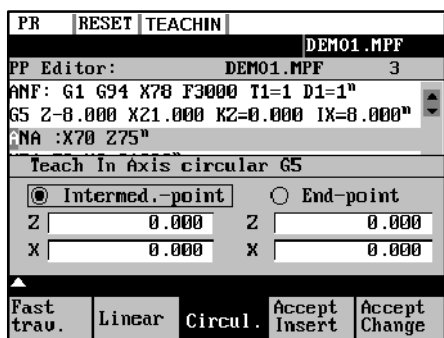 PR RESET TEACHIN
DEMO1.MPF
PP Editor: DEMO1.MPF 3
ANF: G1 G94 X78 F3000 T1=1 D1=1"
G5 Z-8.000 X21.000 KZ=0.000 IX=8.000"
ANA :X70 Z75"
Teach In Axis circular G5
Intermed.-point End-point
Z 0.000 Z 0.000
X 0.000 X 0.000
Fast trav. Linear Circul. Accept Insert Accept Change